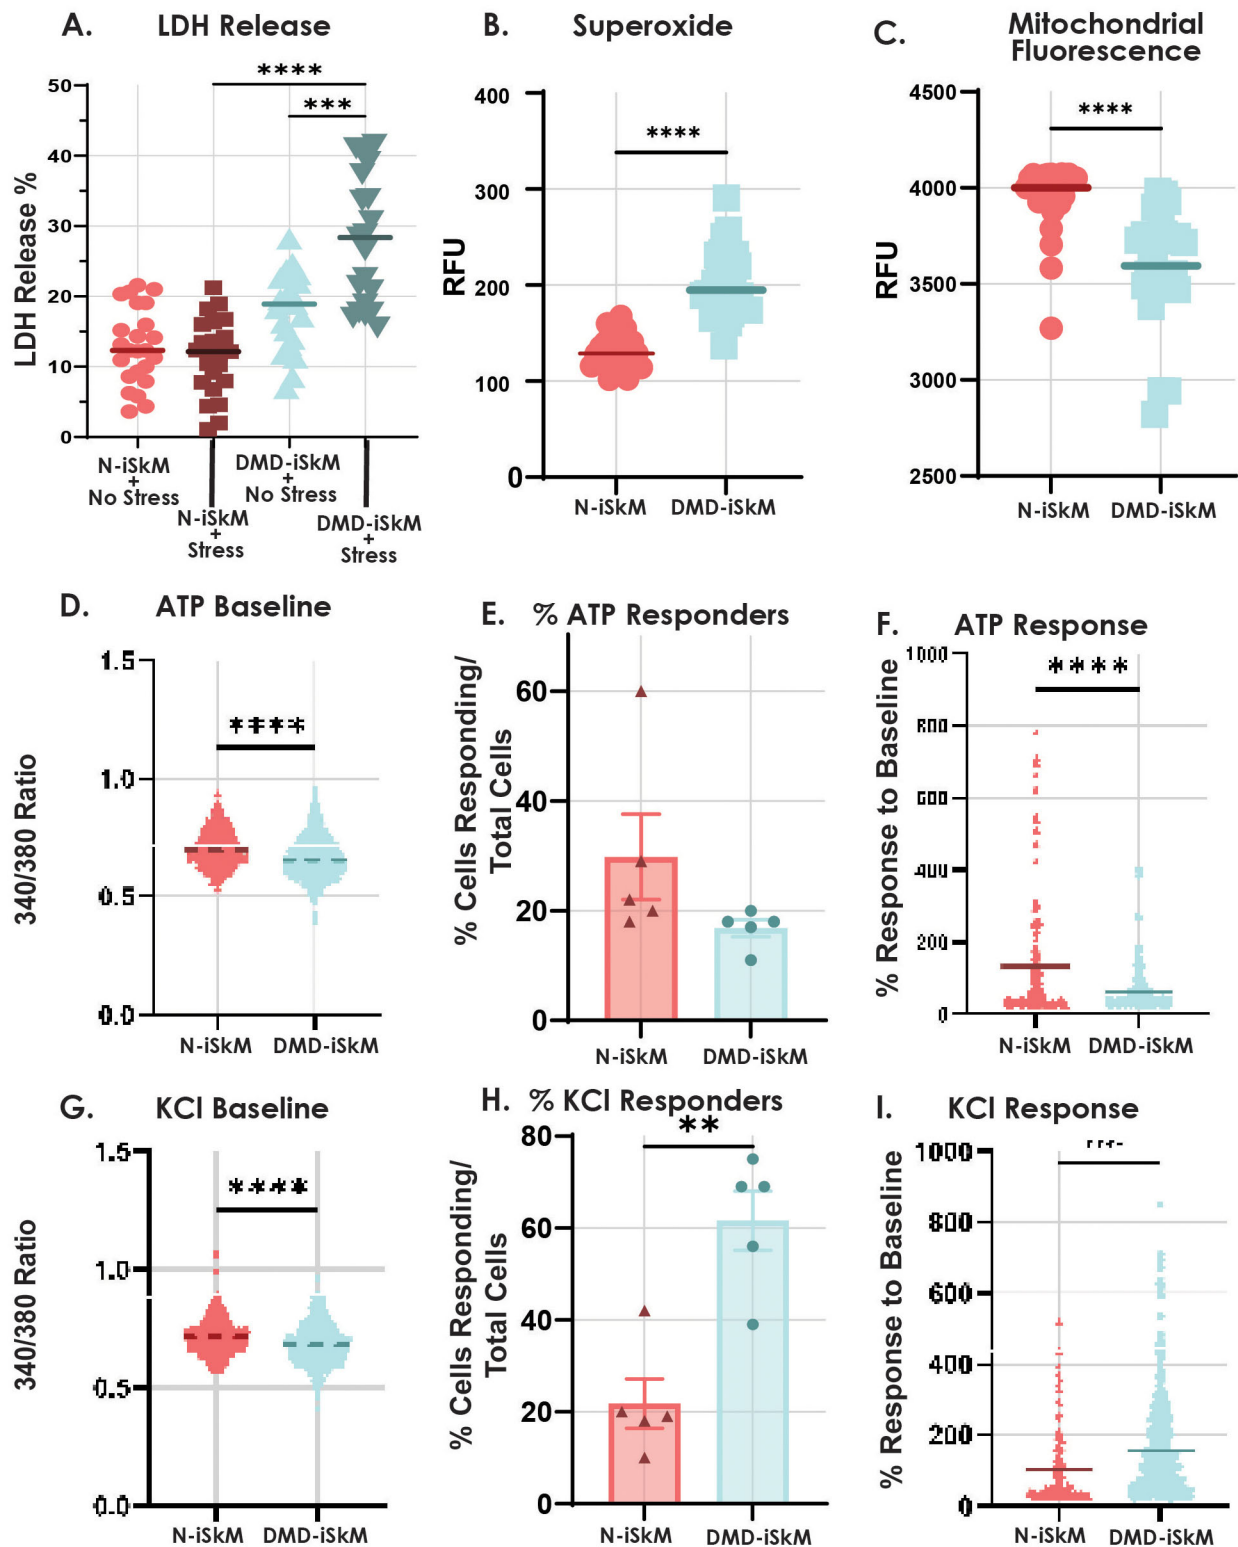 A. LDH Release
LDH Release %
50
40
30
20
10
0
****
***
N-iSkM
+
No Stress
N-iSkM
+
Stress
DMD-iSkM
+
No Stress
DMD-iSkM
+
Stress
B. Superoxide
RFU
400
300
200
100
0
****
N-iSkM DMD-iSkM
C. Mitochondrial
Fluorescence
RFU
4500
4000
3500
3000
2500
****
N-iSkM DMD-iSkM
D. ATP Baseline
340/380 Ratio
1.5
1.0
0.5
0.0
****
N-iSkM DMD-iSkM
E. % ATP Responders
% Cells Responding/
Total Cells
60
40
20
0
N-iSkM DMD-iSkM
F. ATP Response
% Response to Baseline
1000
800
600
400
200
0
****
N-iSkM DMD-iSkM
G. KCl Baseline
340/380 Ratio
1.5
1.0
0.5
0.0
****
N-iSkM DMD-iSkM
H. % KCl Responders
% Cells Responding/
Total Cells
80
60
40
20
0
**
N-iSkM DMD-iSkM
I. KCl Response
% Response to Baseline
1000
800
600
400
200
0
N-iSkM DMD-iSkM